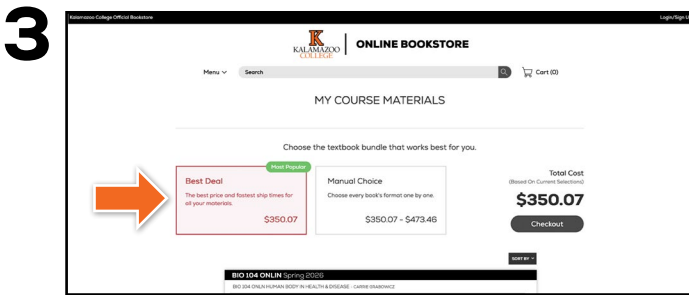 3
Kalamazoo College Official Bookstore
Login/Sign U
K
KALAMAZOO
COLLEGE
ONLINE BOOKSTORE
Menu
Search
Cart (0)
MY COURSE MATERIALS
Choose the textbook bundle that works best for you.
Most Popular
Best Deal
The best price and fastest ship times for
all your materials.
$350.07
Manual Choice
Choose every book's format one by one.
$350.07 - $473.46
Total Cost
(Based On Current Selections)
$350.07
Checkout
SORT BY
BIO 104 ONLIN Spring 2026
BIO 104 ONLN HUMAN BODY IN HEALTH & DISEASE - CARRIE GRABOWICZ